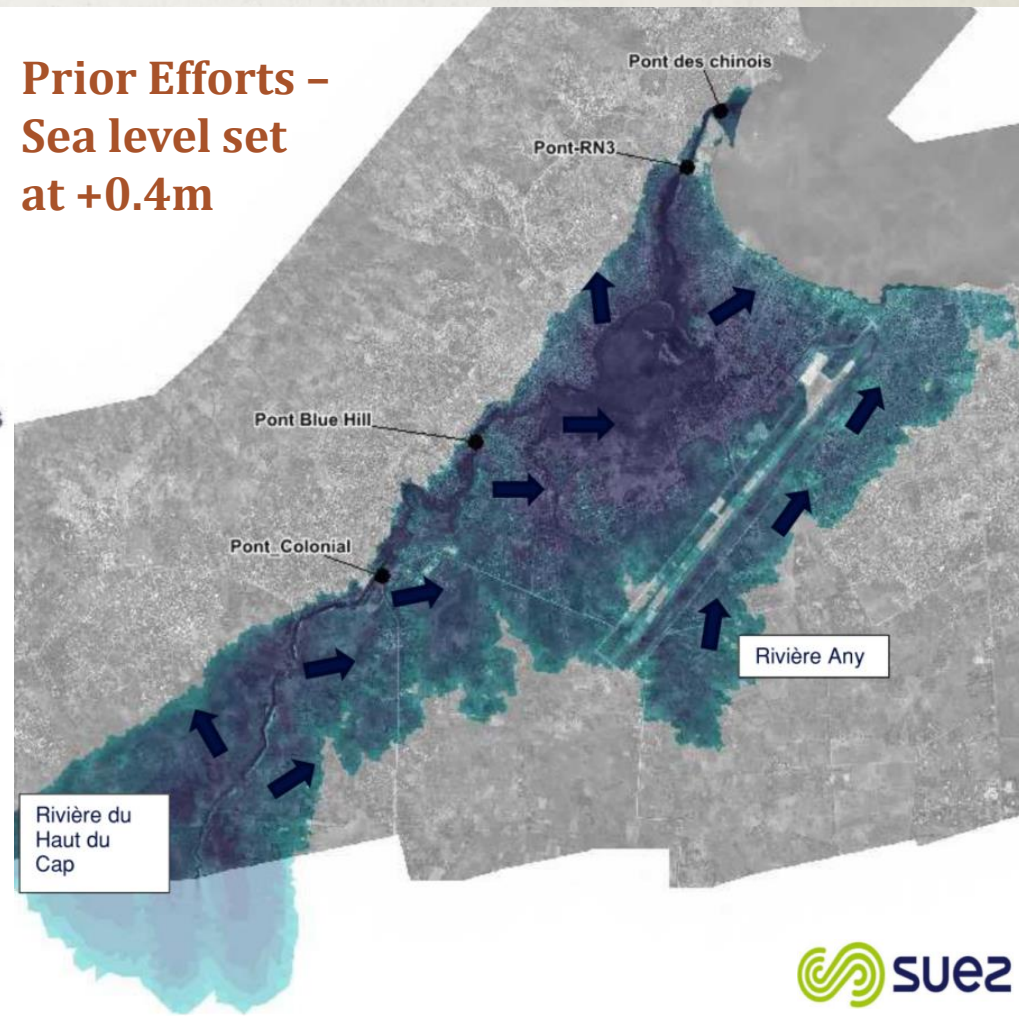 Prior Efforts –
Sea level set
at +0.4m
Pont des chinois
Pont-RN3
Pont Blue Hill
Pont_Colonial
Rivière Any
Rivière du
Haut du
Cap
suez